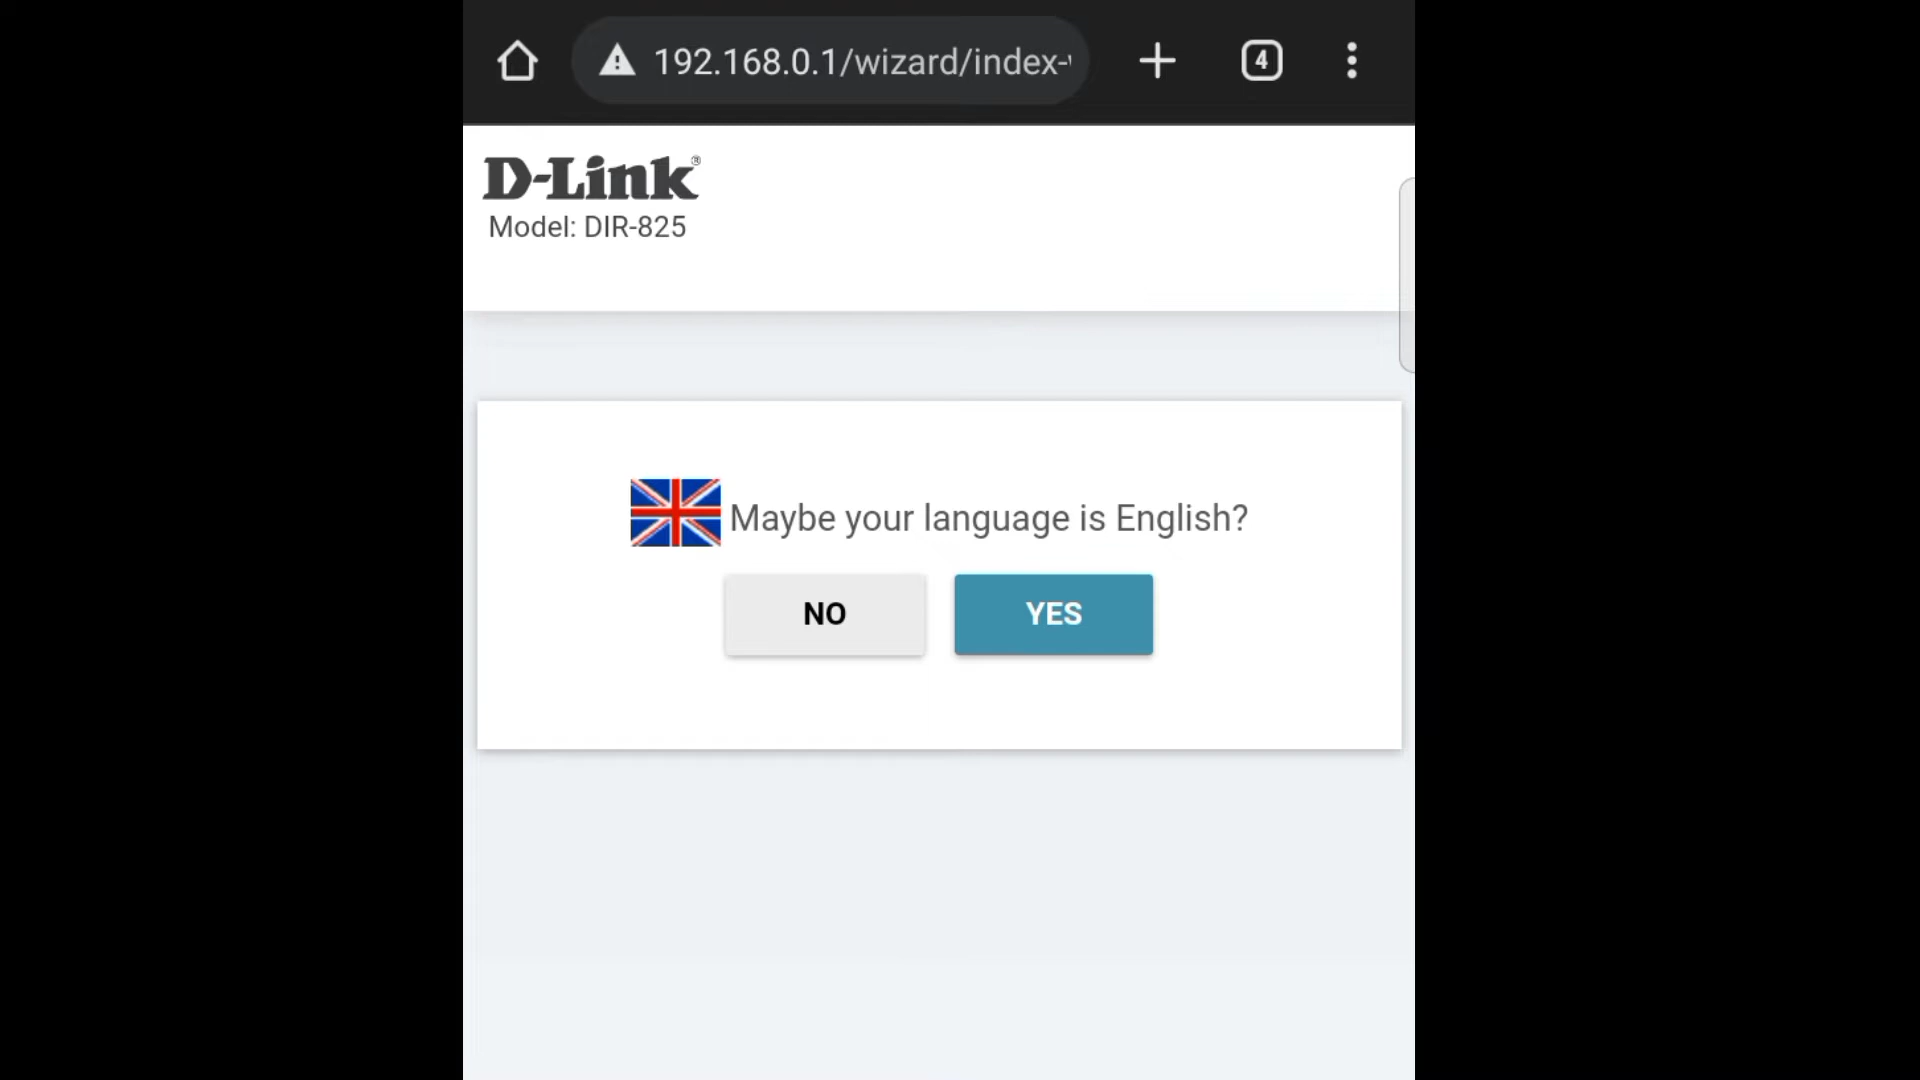 192.168.0.1/wizard/index-
4
D-Link®
Model: DIR-825
Maybe your language is English?
NO
YES